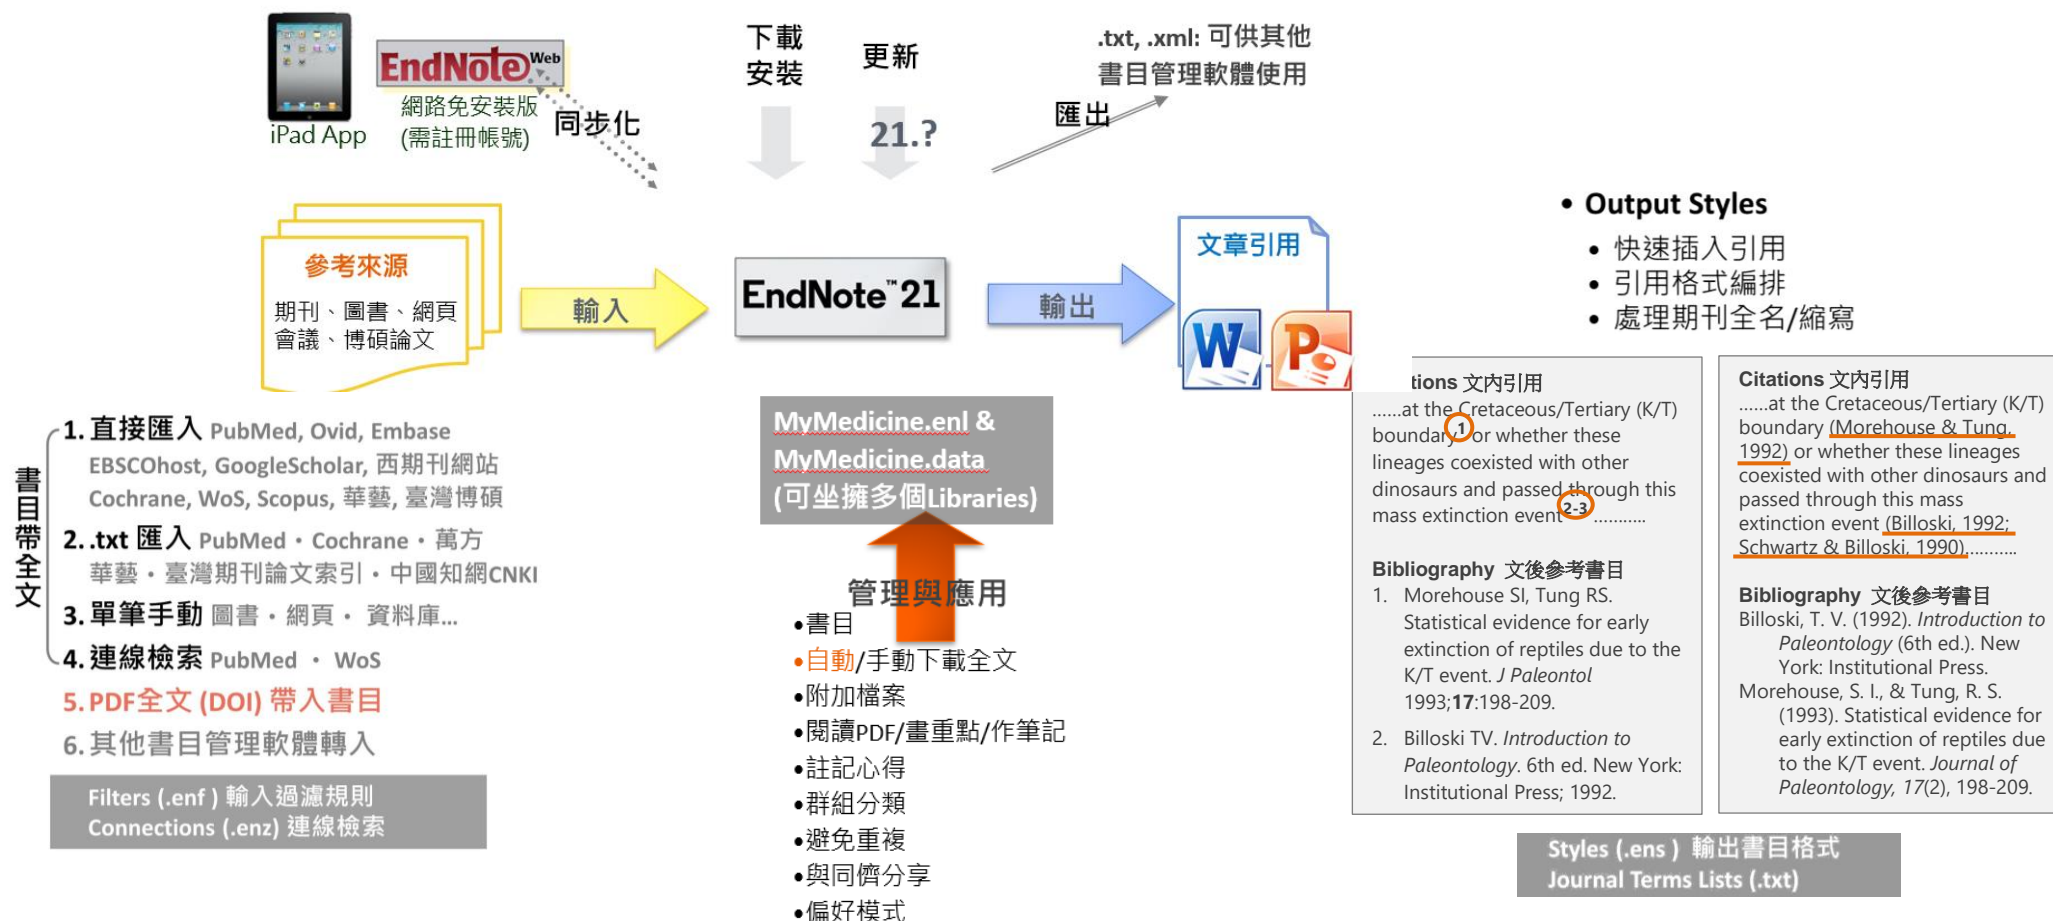 EndNote Web
iPad App
網路免安裝版
(需註冊帳號)
同步化
下載
安裝
更新
21.?
.txt, .xml: 可供其他
書目管理軟體使用
匯出
參考來源
期刊、圖書、網頁
會議、博碩論文
輸入
EndNote™ 21
輸出
文章引用
W
P
• Output Styles
• 快速插入引用
• 引用格式編排
• 處理期刊全名/縮寫
書目帶全文
1. 直接匯入 PubMed, Ovid, Embase
EBSCOhost, GoogleScholar, 西期刊網站
Cochrane, WoS, Scopus, 華藝, 臺灣博碩
2. .txt 匯入 PubMed・Cochrane・萬方
華藝・臺灣期刊論文索引・中國知網CNKI
3. 單筆手動 圖書・網頁・ 資料庫...
4. 連線檢索 PubMed ・ WoS
5. PDF全文 (DOI) 帶入書目
6. 其他書目管理軟體轉入
Filters (.enf ) 輸入過濾規則
Connections (.enz) 連線檢索
MyMedicine.enl &
MyMedicine.data
(可坐擁多個Libraries)
管理與應用
•書目
•自動/手動下載全文
•附加檔案
•閱讀PDF/畫重點/作筆記
•註記心得
•群組分類
•避免重複
•與同儕分享
•偏好模式
tions 文內引用
......at the Cretaceous/Tertiary (K/T)
boundary1 or whether these
lineages coexisted with other
dinosaurs and passed through this
mass extinction event2-3...........
Bibliography 文後參考書目
1. Morehouse SI, Tung RS.
Statistical evidence for early
extinction of reptiles due to the
K/T event. J Paleontol
1993;17:198-209.
2. Billoski TV. Introduction to
Paleontology. 6th ed. New York:
Institutional Press; 1992.
Citations 文內引用
......at the Cretaceous/Tertiary (K/T)
boundary (Morehouse & Tung,
1992) or whether these lineages
coexisted with other dinosaurs and
passed through this mass
extinction event (Billoski, 1992;
Schwartz & Billoski, 1990)...........
Bibliography 文後參考書目
Billoski, T. V. (1992). Introduction to
Paleontology (6th ed.). New
York: Institutional Press.
Morehouse, S. I., & Tung, R. S.
(1993). Statistical evidence for
early extinction of reptiles due
to the K/T event. Journal of
Paleontology, 17(2), 198-209.
Styles (.ens ) 輸出書目格式
Journal Terms Lists (.txt)